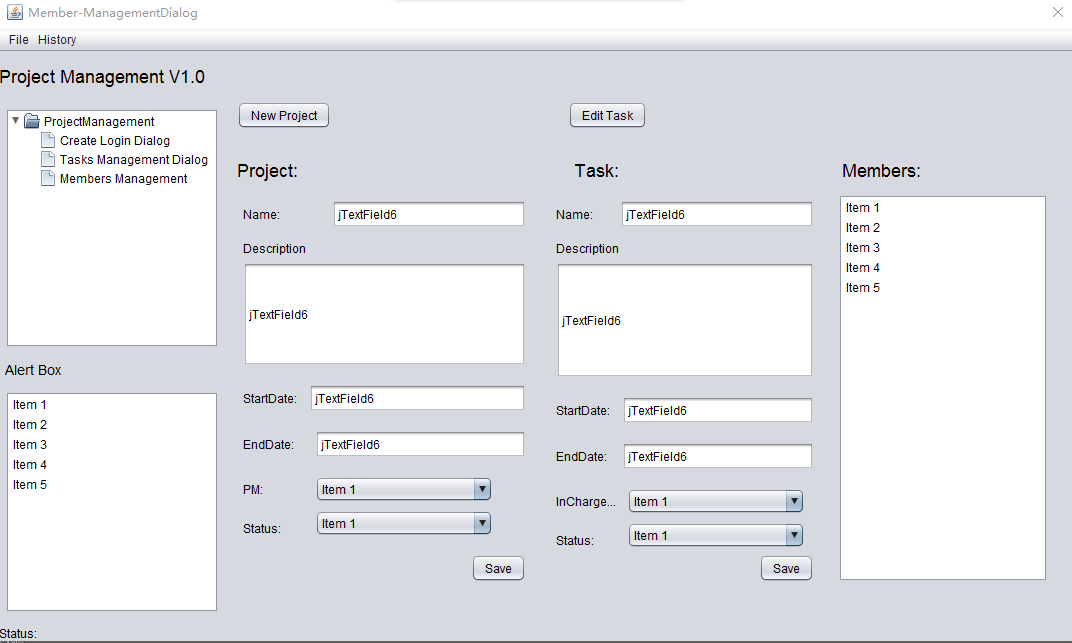 Member-ManagementDialog
File History
Project Management V1.0
ProjectManagement
Create Login Dialog
Tasks Management Dialog
Members Management
Alert Box
Item 1
Item 2
Item 3
Item 4
Item 5
Status:
New Project
Project:
Name: jTextField6
Description
jTextField6
StartDate: jTextField6
EndDate: jTextField6
PM: Item 1
Status: Item 1
Save
Edit Task
Task:
Name: jTextField6
Description
jTextField6
StartDate: jTextField6
EndDate: jTextField6
InCharge... Item 1
Status: Item 1
Save
Members:
Item 1
Item 2
Item 3
Item 4
Item 5